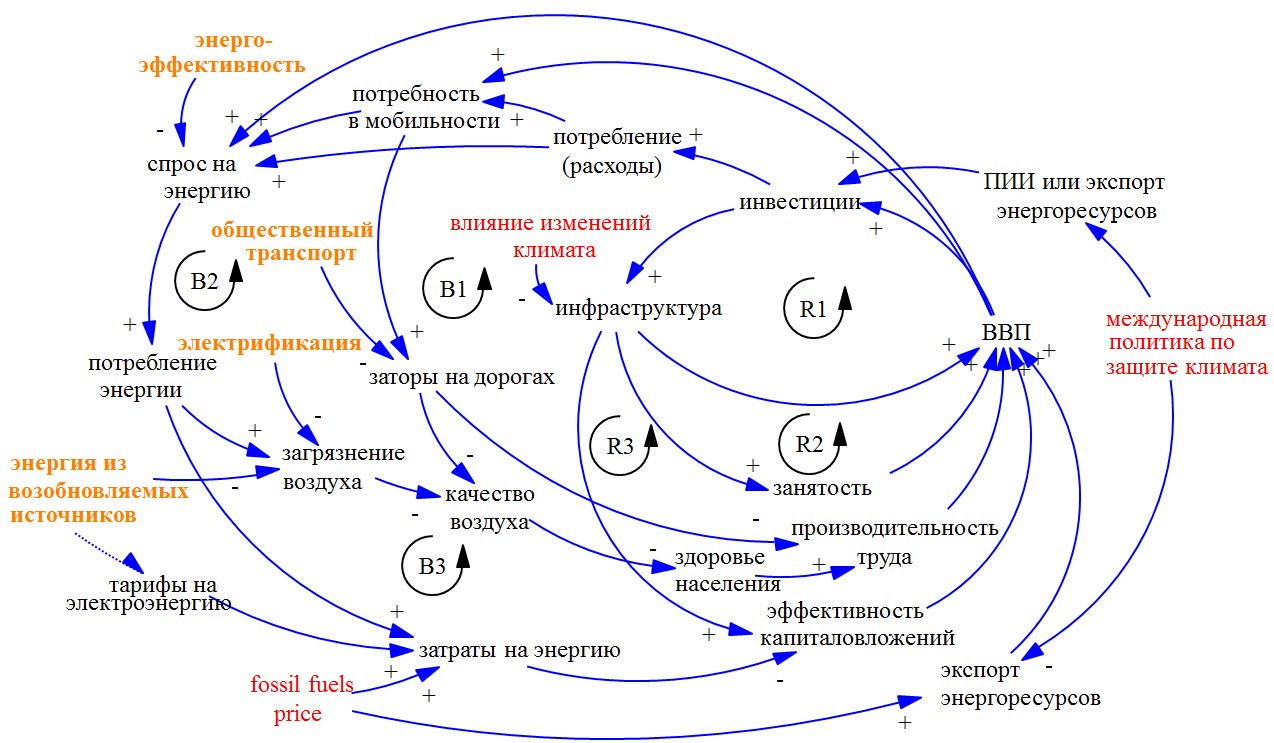 энерго-
эффективность
потребность
в мобильности
потребление
(расходы)
спрос на
энергию
ПИИ или экспорт
энергоресурсов
инвестиции
общественный
транспорт
влияние изменений
климата
B2
B1
R1
инфраструктура
ВВП
международная
политика по
защите климата
электрификация
потребление
энергии
заторы на дорогах
R3
R2
загрязнение
воздуха
энергия из
возобновляемых
источников
качество
воздуха
занятость
производительность
труда
здоровье
населения
B3
тарифы на
электроэнергию
эффективность
капиталовложений
затраты на энергию
экспорт
энергоресурсов
fossil fuels
price